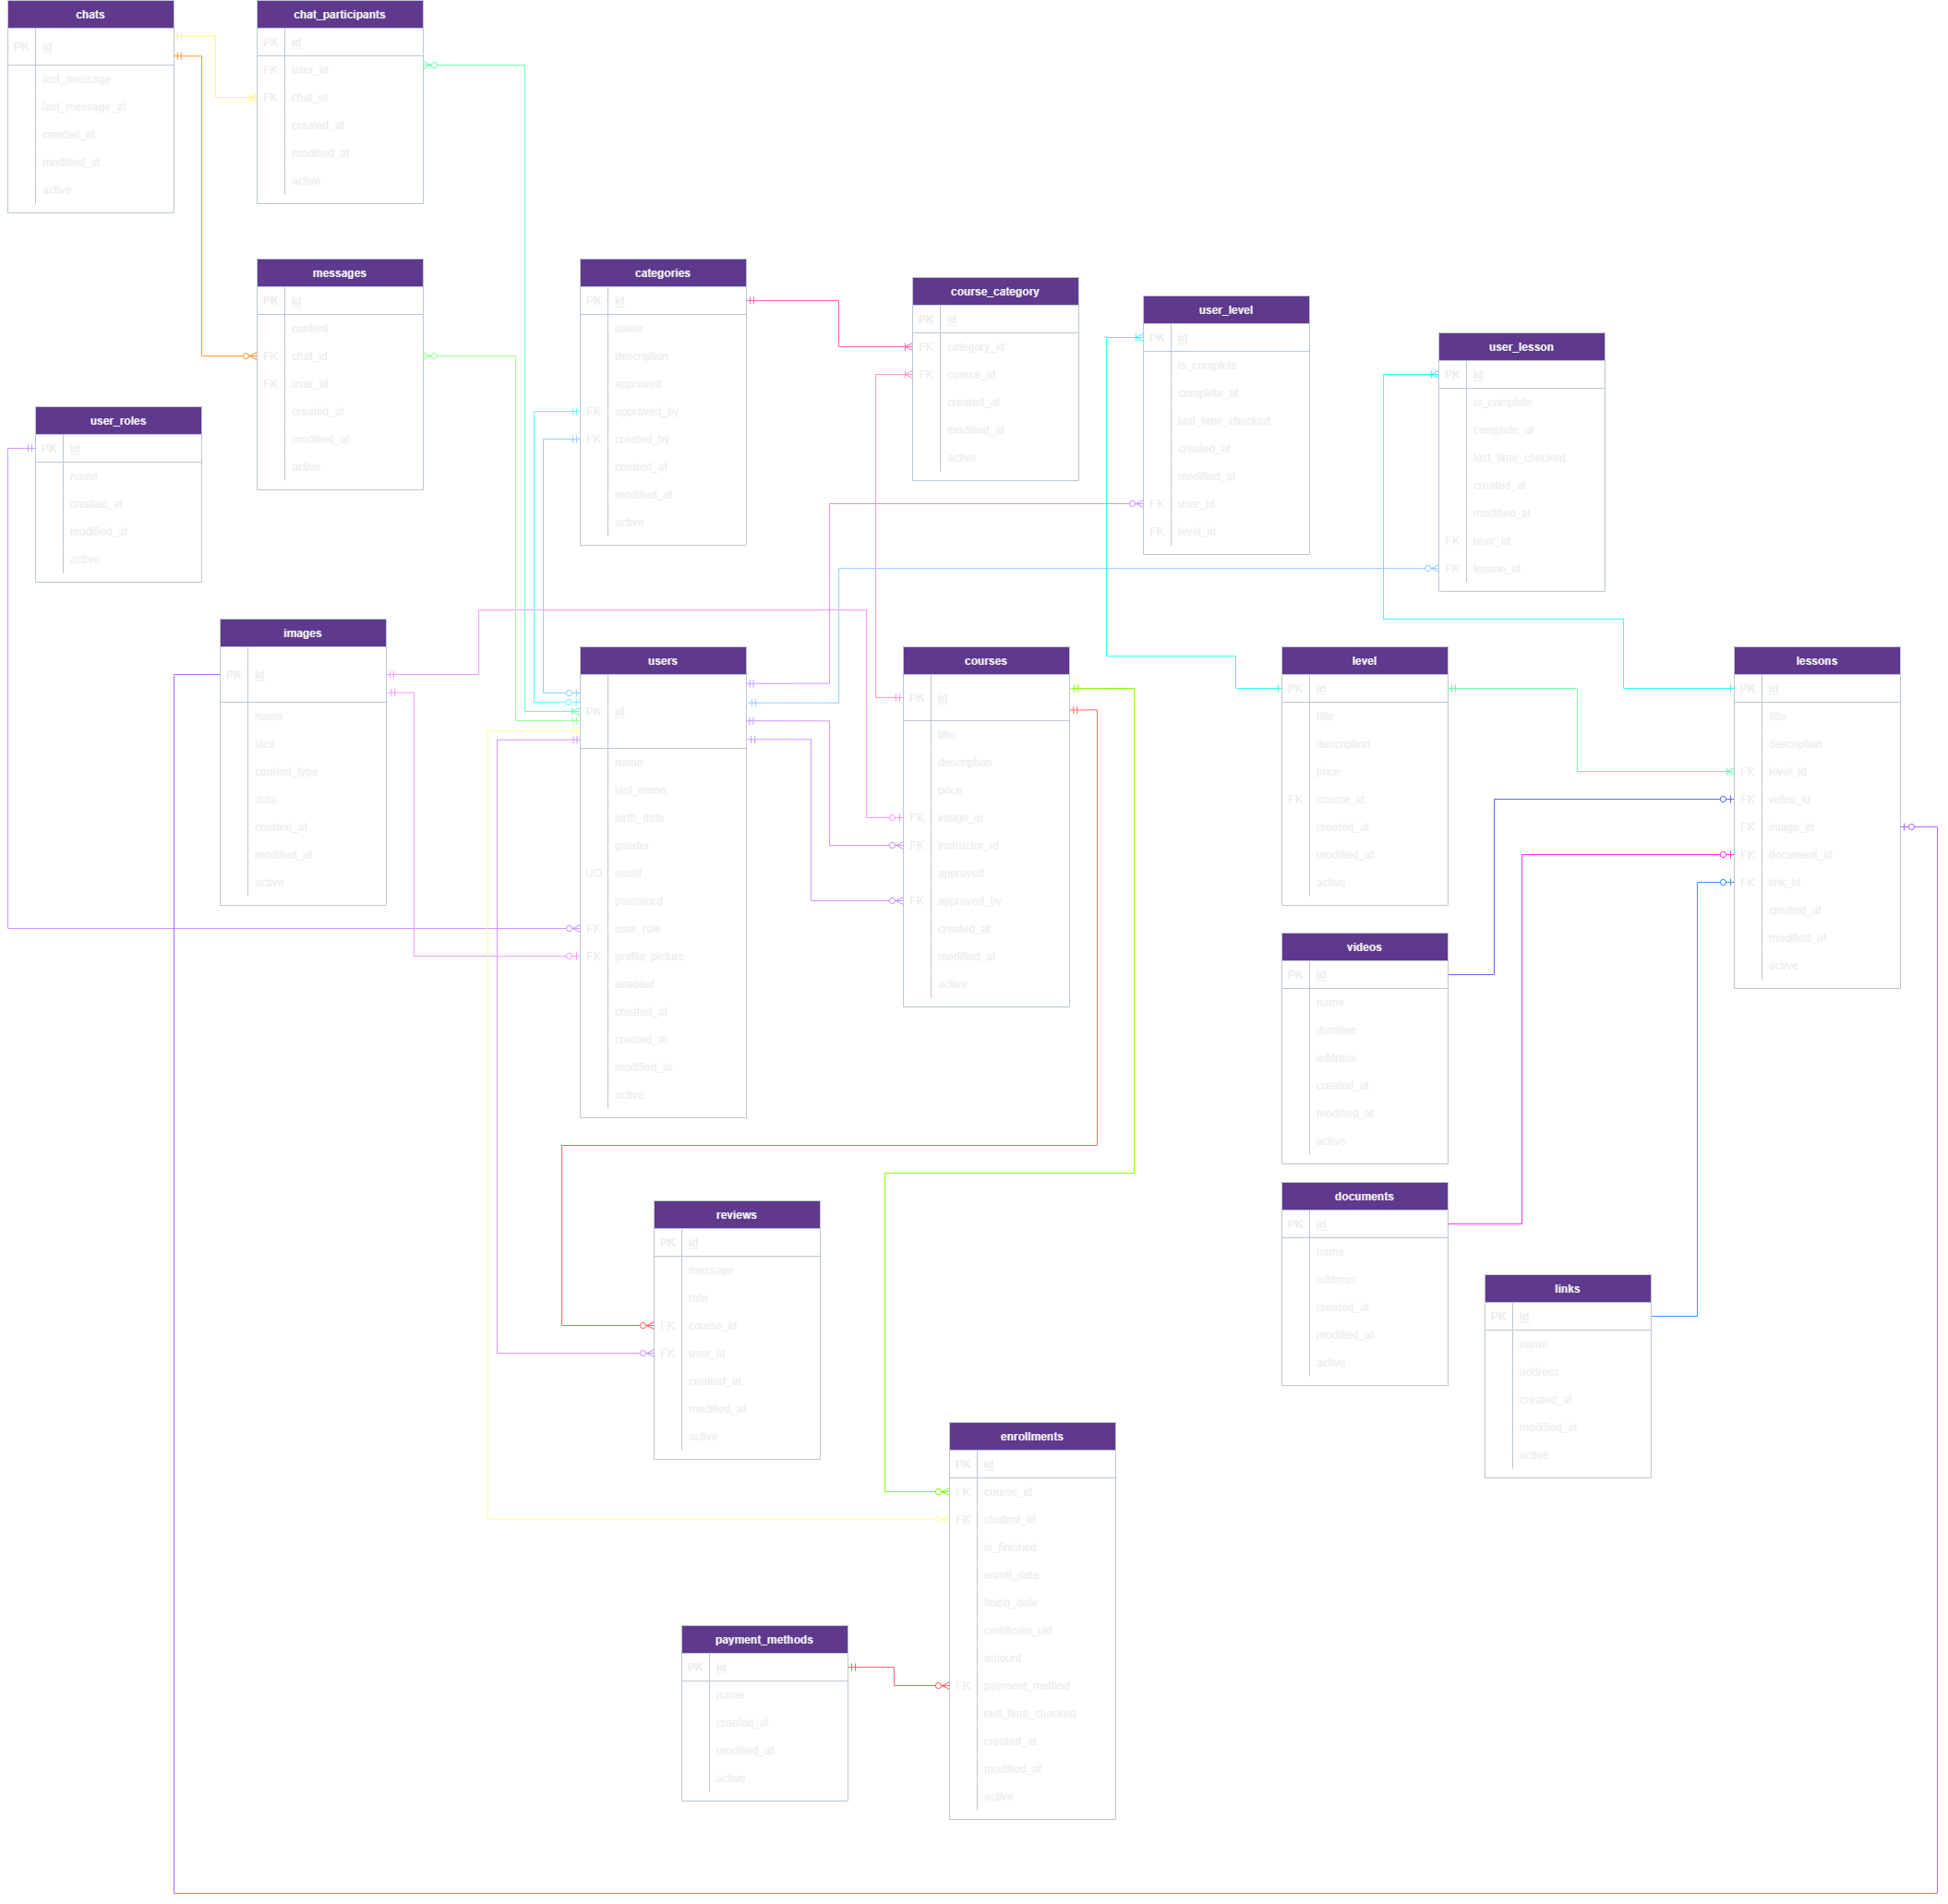 chats
PK id
last_message
last_message_at
created_at
modified_at
active
chat_participants
PK id
FK user_id
FK chat_id
created_at
modified_at
active
messages
PK id
content
FK chat_id
FK user_id
created_at
modified_at
active
categories
PK id
name
description
approved
FK approved_by
FK created_by
created_at
modified_at
active
course_category
PK id
FK category_id
FK course_id
created_at
modified_at
active
user_level
PK id
is_complete
complete_at
last_time_checked
created_at
modified_at
FK user_id
FK level_id
user_lesson
PK id
is_complete
complete_at
last_time_checked
created_at
modified_at
FK user_id
FK lesson_id
user_roles
PK id
name
created_at
modified_at
active
images
PK id
name
size
content_type
data
created_at
modified_at
active
users
PK id
name
last_name
birth_date
gender
UQ email
password
FK user_role
FK profile_picture
enabled
created_at
created_at
modified_at
active
courses
PK id
title
description
price
FK image_id
FK instructor_id
approved
FK approved_by
created_at
modified_at
active
level
PK id
title
description
price
FK course_id
created_at
modified_at
active
lessons
PK id
title
description
FK level_id
FK video_id
FK image_id
FK document_id
FK link_id
created_at
modified_at
active
videos
PK id
name
duration
address
created_at
modified_at
active
documents
PK id
name
address
created_at
modified_at
active
links
PK id
name
address
created_at
modified_at
active
reviews
PK id
message
rate
FK course_id
FK user_id
created_at
modified_at
active
enrollments
PK id
FK course_id
FK student_id
is_finished
enroll_date
finish_date
certificate_uid
amount
FK payment_method
last_time_checked
created_at
modified_at
active
payment_methods
PK id
name
created_at
modified_at
active